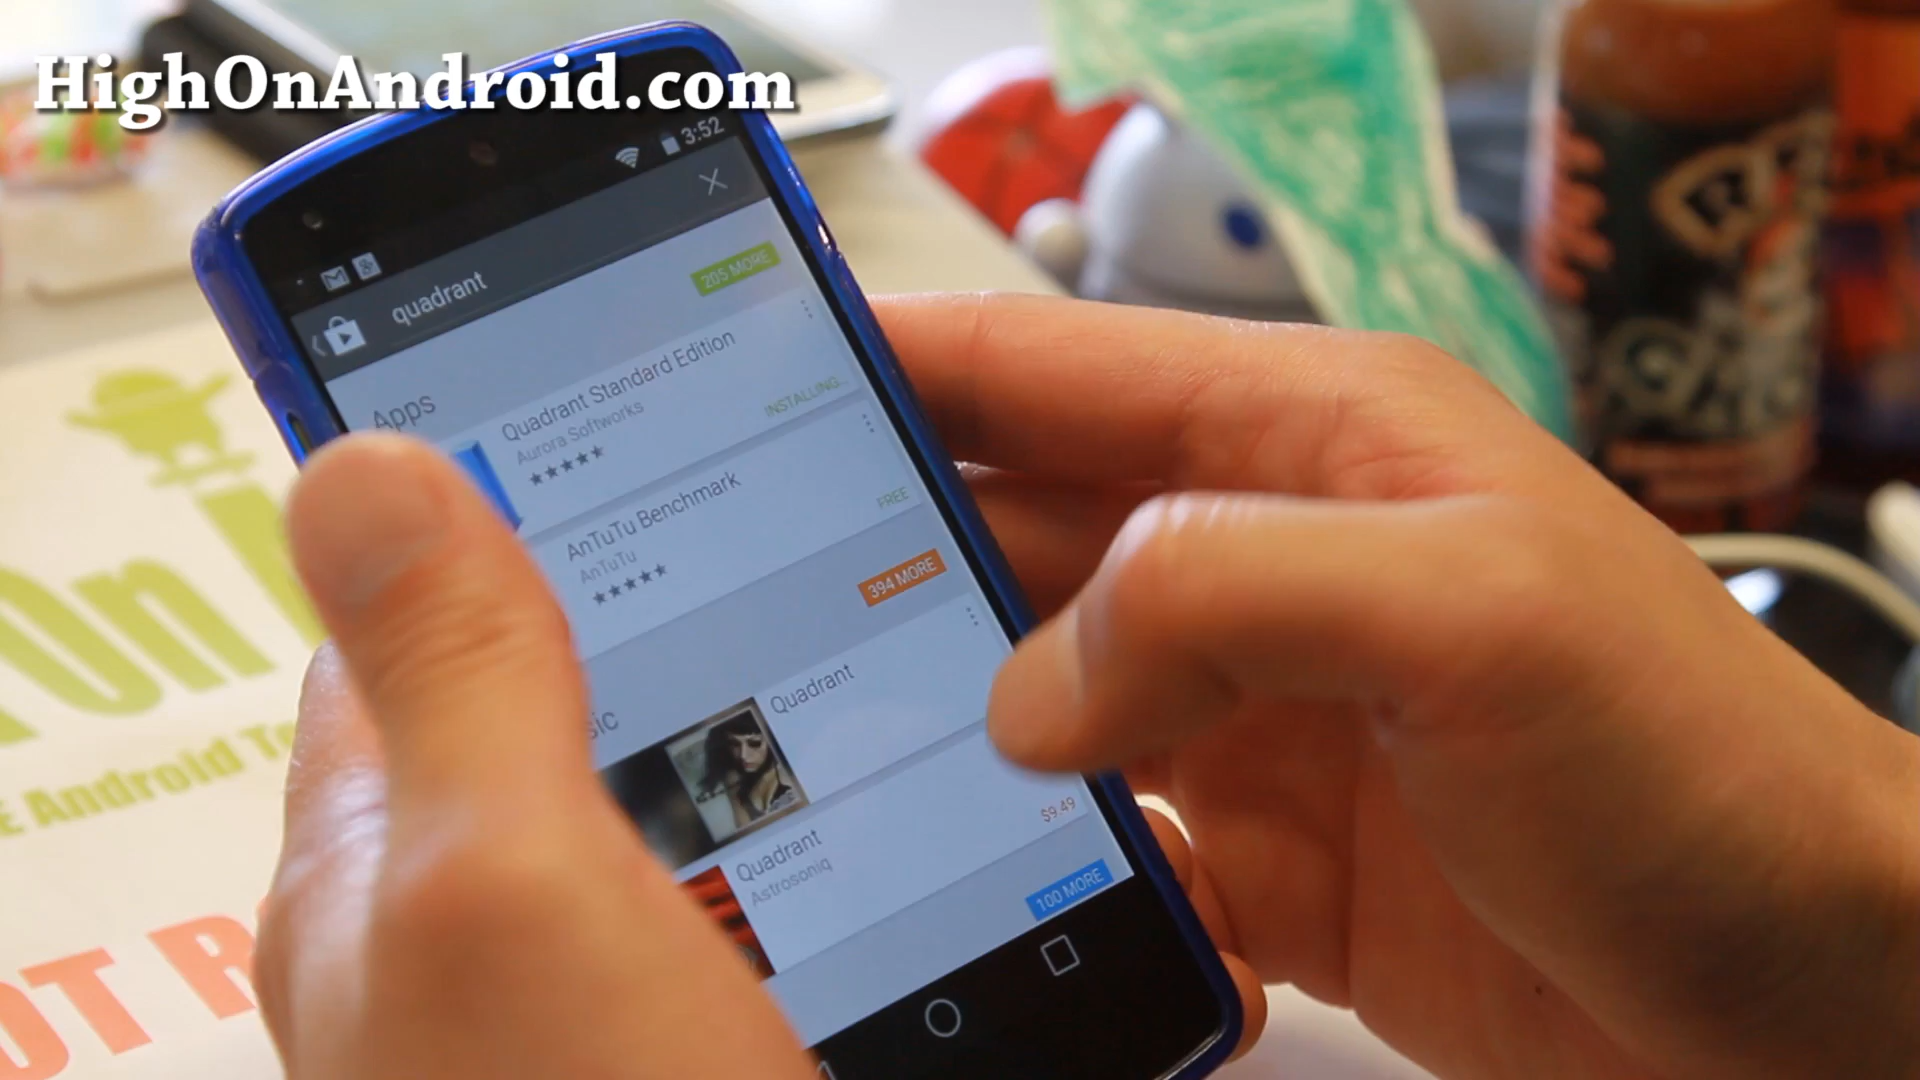 HighOnAndroid.com
3:52
quadrant
Apps
205 MORE
Quadrant Standard Edition
Aurora Softworks
INSTALLING...
AnTuTu Benchmark
AnTuTu
FREE
394 MORE
Quadrant
$9.49
Quadrant
Astrosoniq
100 MORE
On
Android